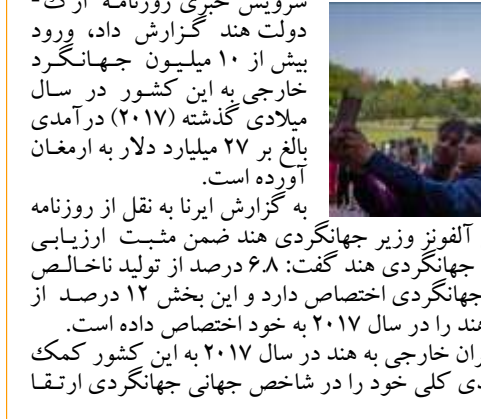 سرویس خبری روزنامه ارک-
دولت هند گزارش داد، ورود
بیش از ۱۰ میلیون جهانگرد
خارجی به این کشور در سال
میلادی گذشته (۲۰۱۷) درآمدی
بالغ بر ۲۷ میلیارد دلار به ارمغان
آورده است.
به گزارش ایرنا به نقل از روزنامه
آلفونز وزیر جهانگردی هند ضمن مثبت ارزیابی
جهانگردی هند گفت: ۶.۸ درصد از تولید ناخالص
جهانگردی اختصاص دارد و این بخش ۱۲ درصد از
هند را در سال ۲۰۱۷ به خود اختصاص داده است.
خارجی به هند در سال ۲۰۱۷ به این کشور کمک
کلی خود را در شاخص جهانی جهانگردی ارتقا